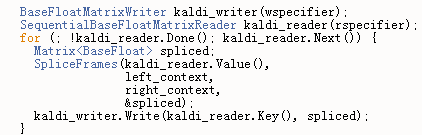 BaseFloatMatrixWriter kaldi_writer(wspecifier);
SequentialBaseFloatMatrixReader kaldi_reader(rspecifier);
for (; !kaldi_reader.Done(); kaldi_reader.Next()) {
  Matrix<BaseFloat> spliced;
  SpliceFrames(kaldi_reader.Value(),
               left_context,
               right_context,
               &spliced);
  kaldi_writer.Write(kaldi_reader.Key(), spliced);
}